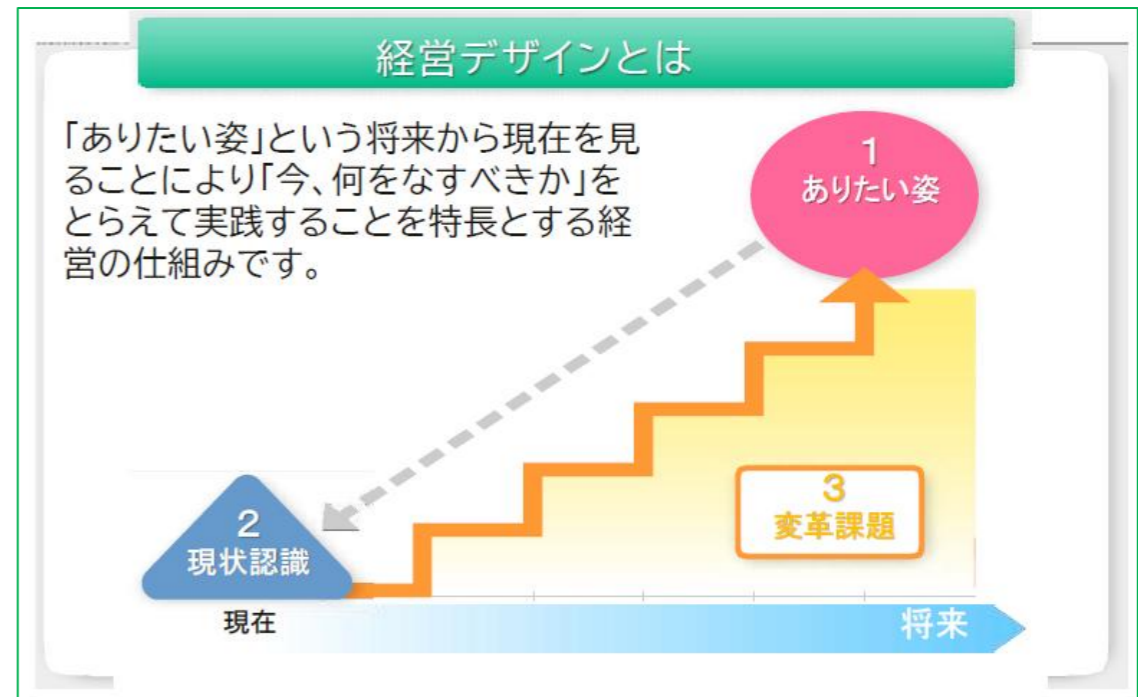 経営デザインとは
「ありたい姿」という将来から現在を見
ることにより「今、何をなすべきか」を
とらえて実践することを特長とする経
営の仕組みです。
1
ありたい姿
2
現状認識
3
変革課題
現在
将来